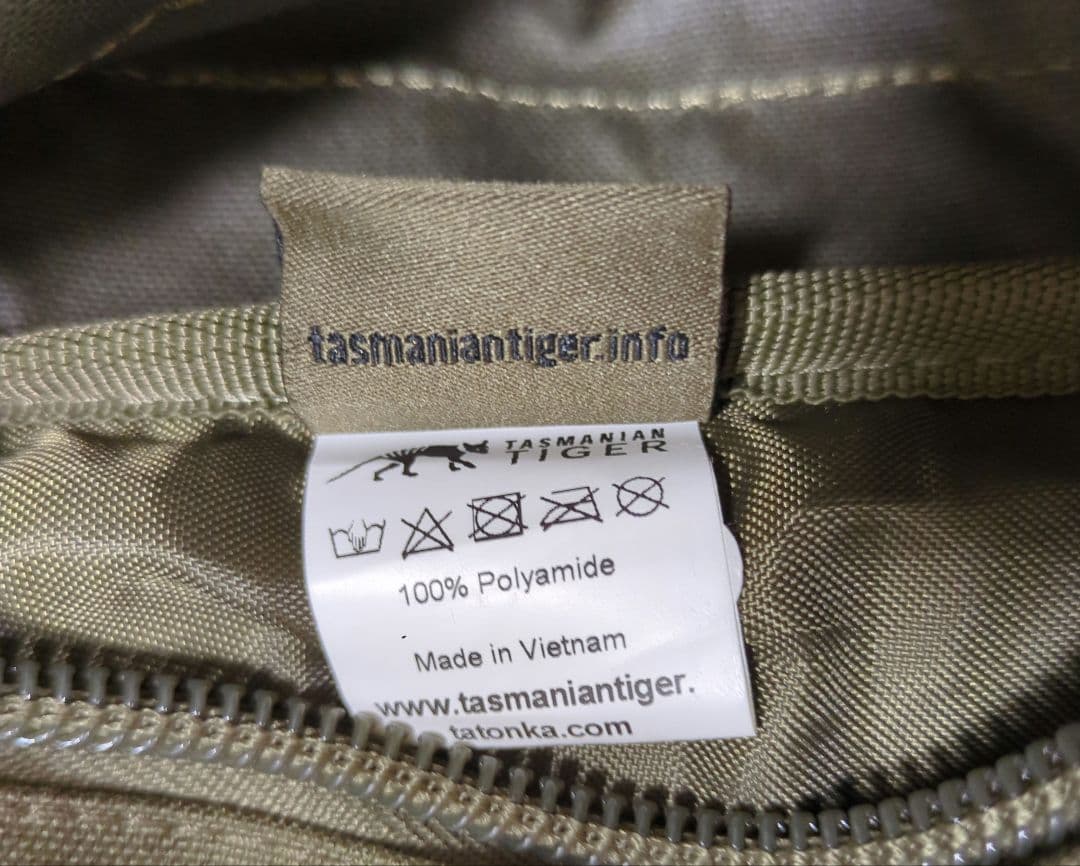 tasmaniantiger.info
TASMANIAN
TIGER
100% Polyamide
Made in Vietnam
www.tasmaniantiger.
tatonka.com